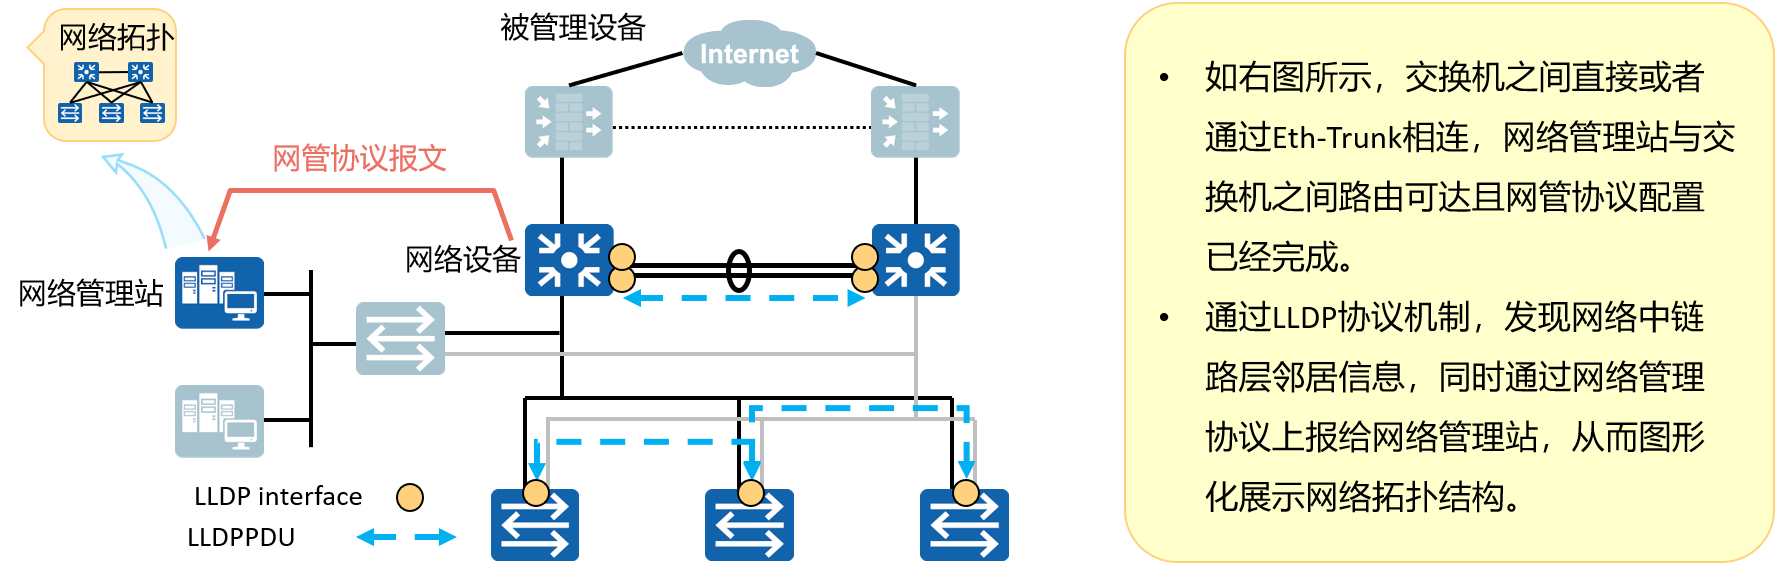 网络拓扑
被管理设备
Internet
网管协议报文
网络设备
网络管理站
LLDP interface
LLDPPDU
• 如右图所示，交换机之间直接或者
通过Eth-Trunk相连，网络管理站与交
换机之间路由可达且网管协议配置
已经完成。
• 通过LLDP协议机制，发现网络中链
路层邻居信息，同时通过网络管理
协议上报给网络管理站，从而图形
化展示网络拓扑结构。